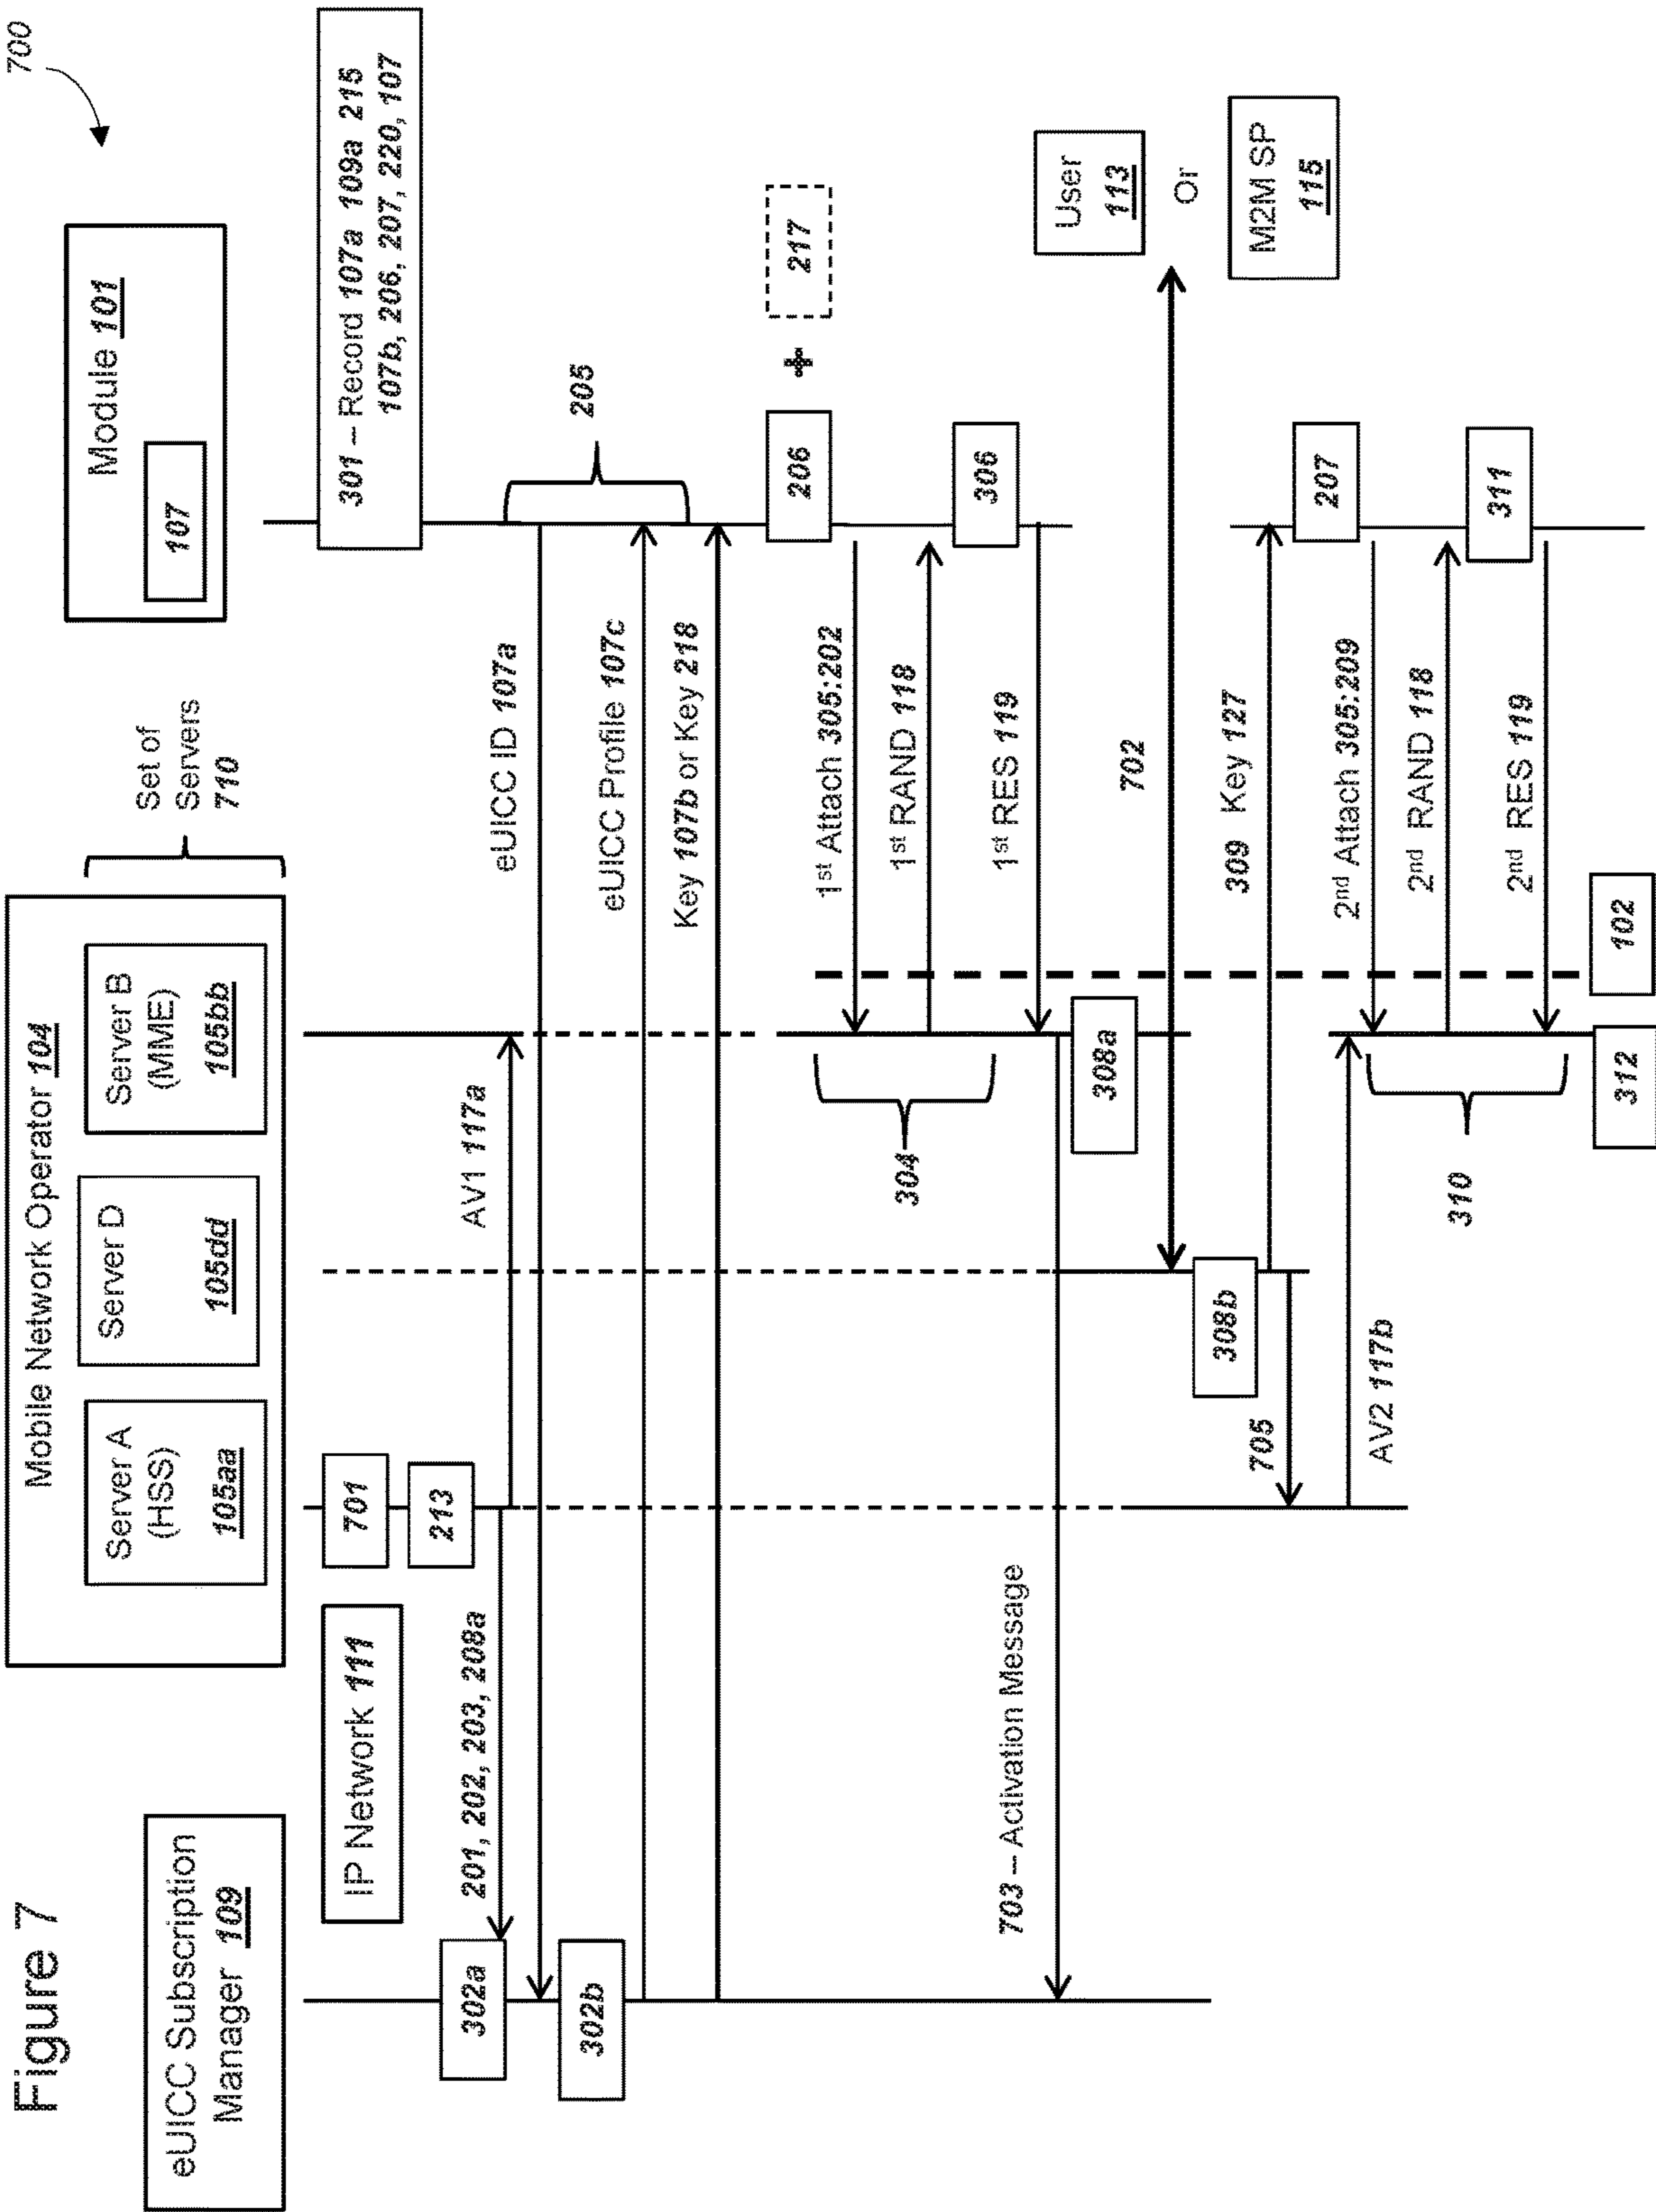 Figure 7
700
eUICC Subscription
Manager 109
Mobile Network Operator 104
Server A
(HSS)
105aa
Server D
105dd
Server B
(MME)
105bb
Set of
Servers
710
Module 101
107
IP Network 111
701
213
301 – Record 107a 109a 215
107b, 206, 207, 220, 107
201, 202, 203, 208a
AV1 117a
302a
eUICC ID 107a
205
302b
eUICC Profile 107c
Key 107b or Key 218
206
+
217
1st Attach 305:202
304
1st RAND 118
306
1st RES 119
703 – Activation Message
308a
User
113
Or
M2M SP
115
702
308b
309 Key 127
705
207
AV2 117b
2nd Attach 305:209
310
2nd RAND 118
311
2nd RES 119
312
102